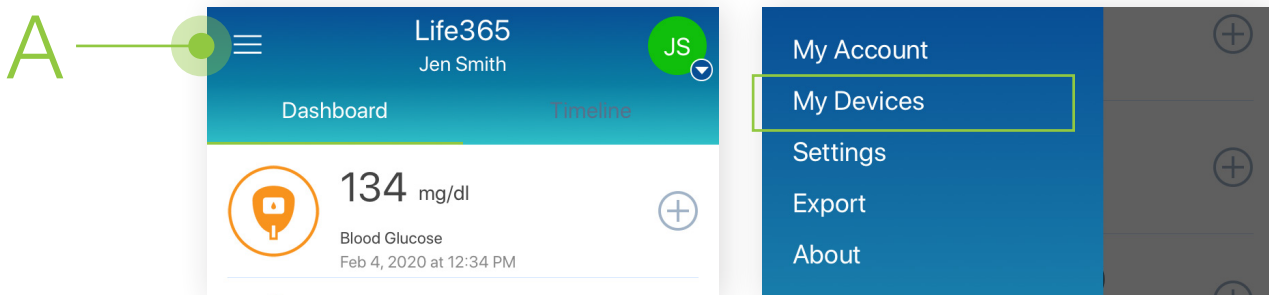 A
Life365
Jen Smith
JS
Dashboard
Timeline
134 mg/dl
Blood Glucose
Feb 4, 2020 at 12:34 PM
My Account
My Devices
Settings
Export
About